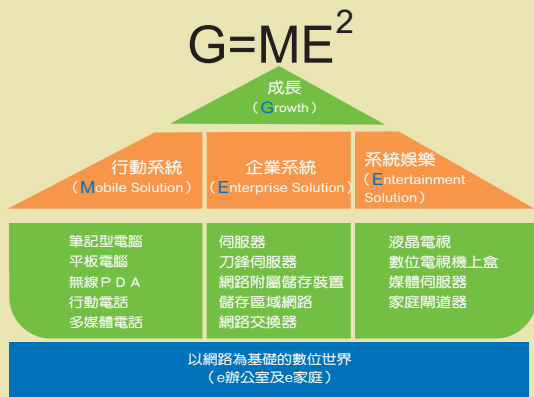 G=ME²
成長
（Growth）
行動系統
（Mobile Solution）
企業系統
（Enterprise Solution）
系統娛樂
（Entertainment
Solution）
筆記型電腦
平板電腦
無線ＰＤＡ
行動電話
多媒體電話
伺服器
刀鋒伺服器
網路附屬儲存裝置
儲存區域網路
網路交換器
液晶電視
數位電視機上盒
媒體伺服器
家庭閘道器
以網路為基礎的數位世界
（e辦公室及e家庭）